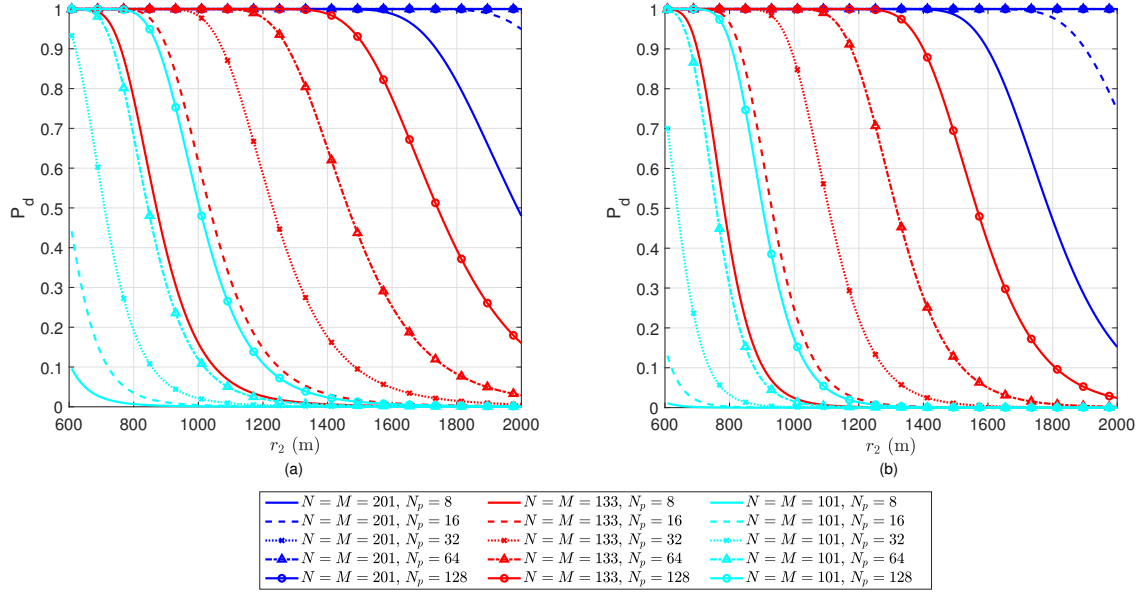 1
0.9
0.8
0.7
0.6
0.5
0.4
0.3
0.2
0.1
0
P_d
600 800 1000 1200 1400 1600 1800 2000
r_2 (m)
(a)
1
0.9
0.8
0.7
0.6
0.5
0.4
0.3
0.2
0.1
0
P_d
600 800 1000 1200 1400 1600 1800 2000
r_2 (m)
(b)
N = M = 201, N_p = 8 N = M = 133, N_p = 8 N = M = 101, N_p = 8
N = M = 201, N_p = 16 N = M = 133, N_p = 16 N = M = 101, N_p = 16
N = M = 201, N_p = 32 N = M = 133, N_p = 32 N = M = 101, N_p = 32
N = M = 201, N_p = 64 N = M = 133, N_p = 64 N = M = 101, N_p = 64
N = M = 201, N_p = 128 N = M = 133, N_p = 128 N = M = 101, N_p = 128